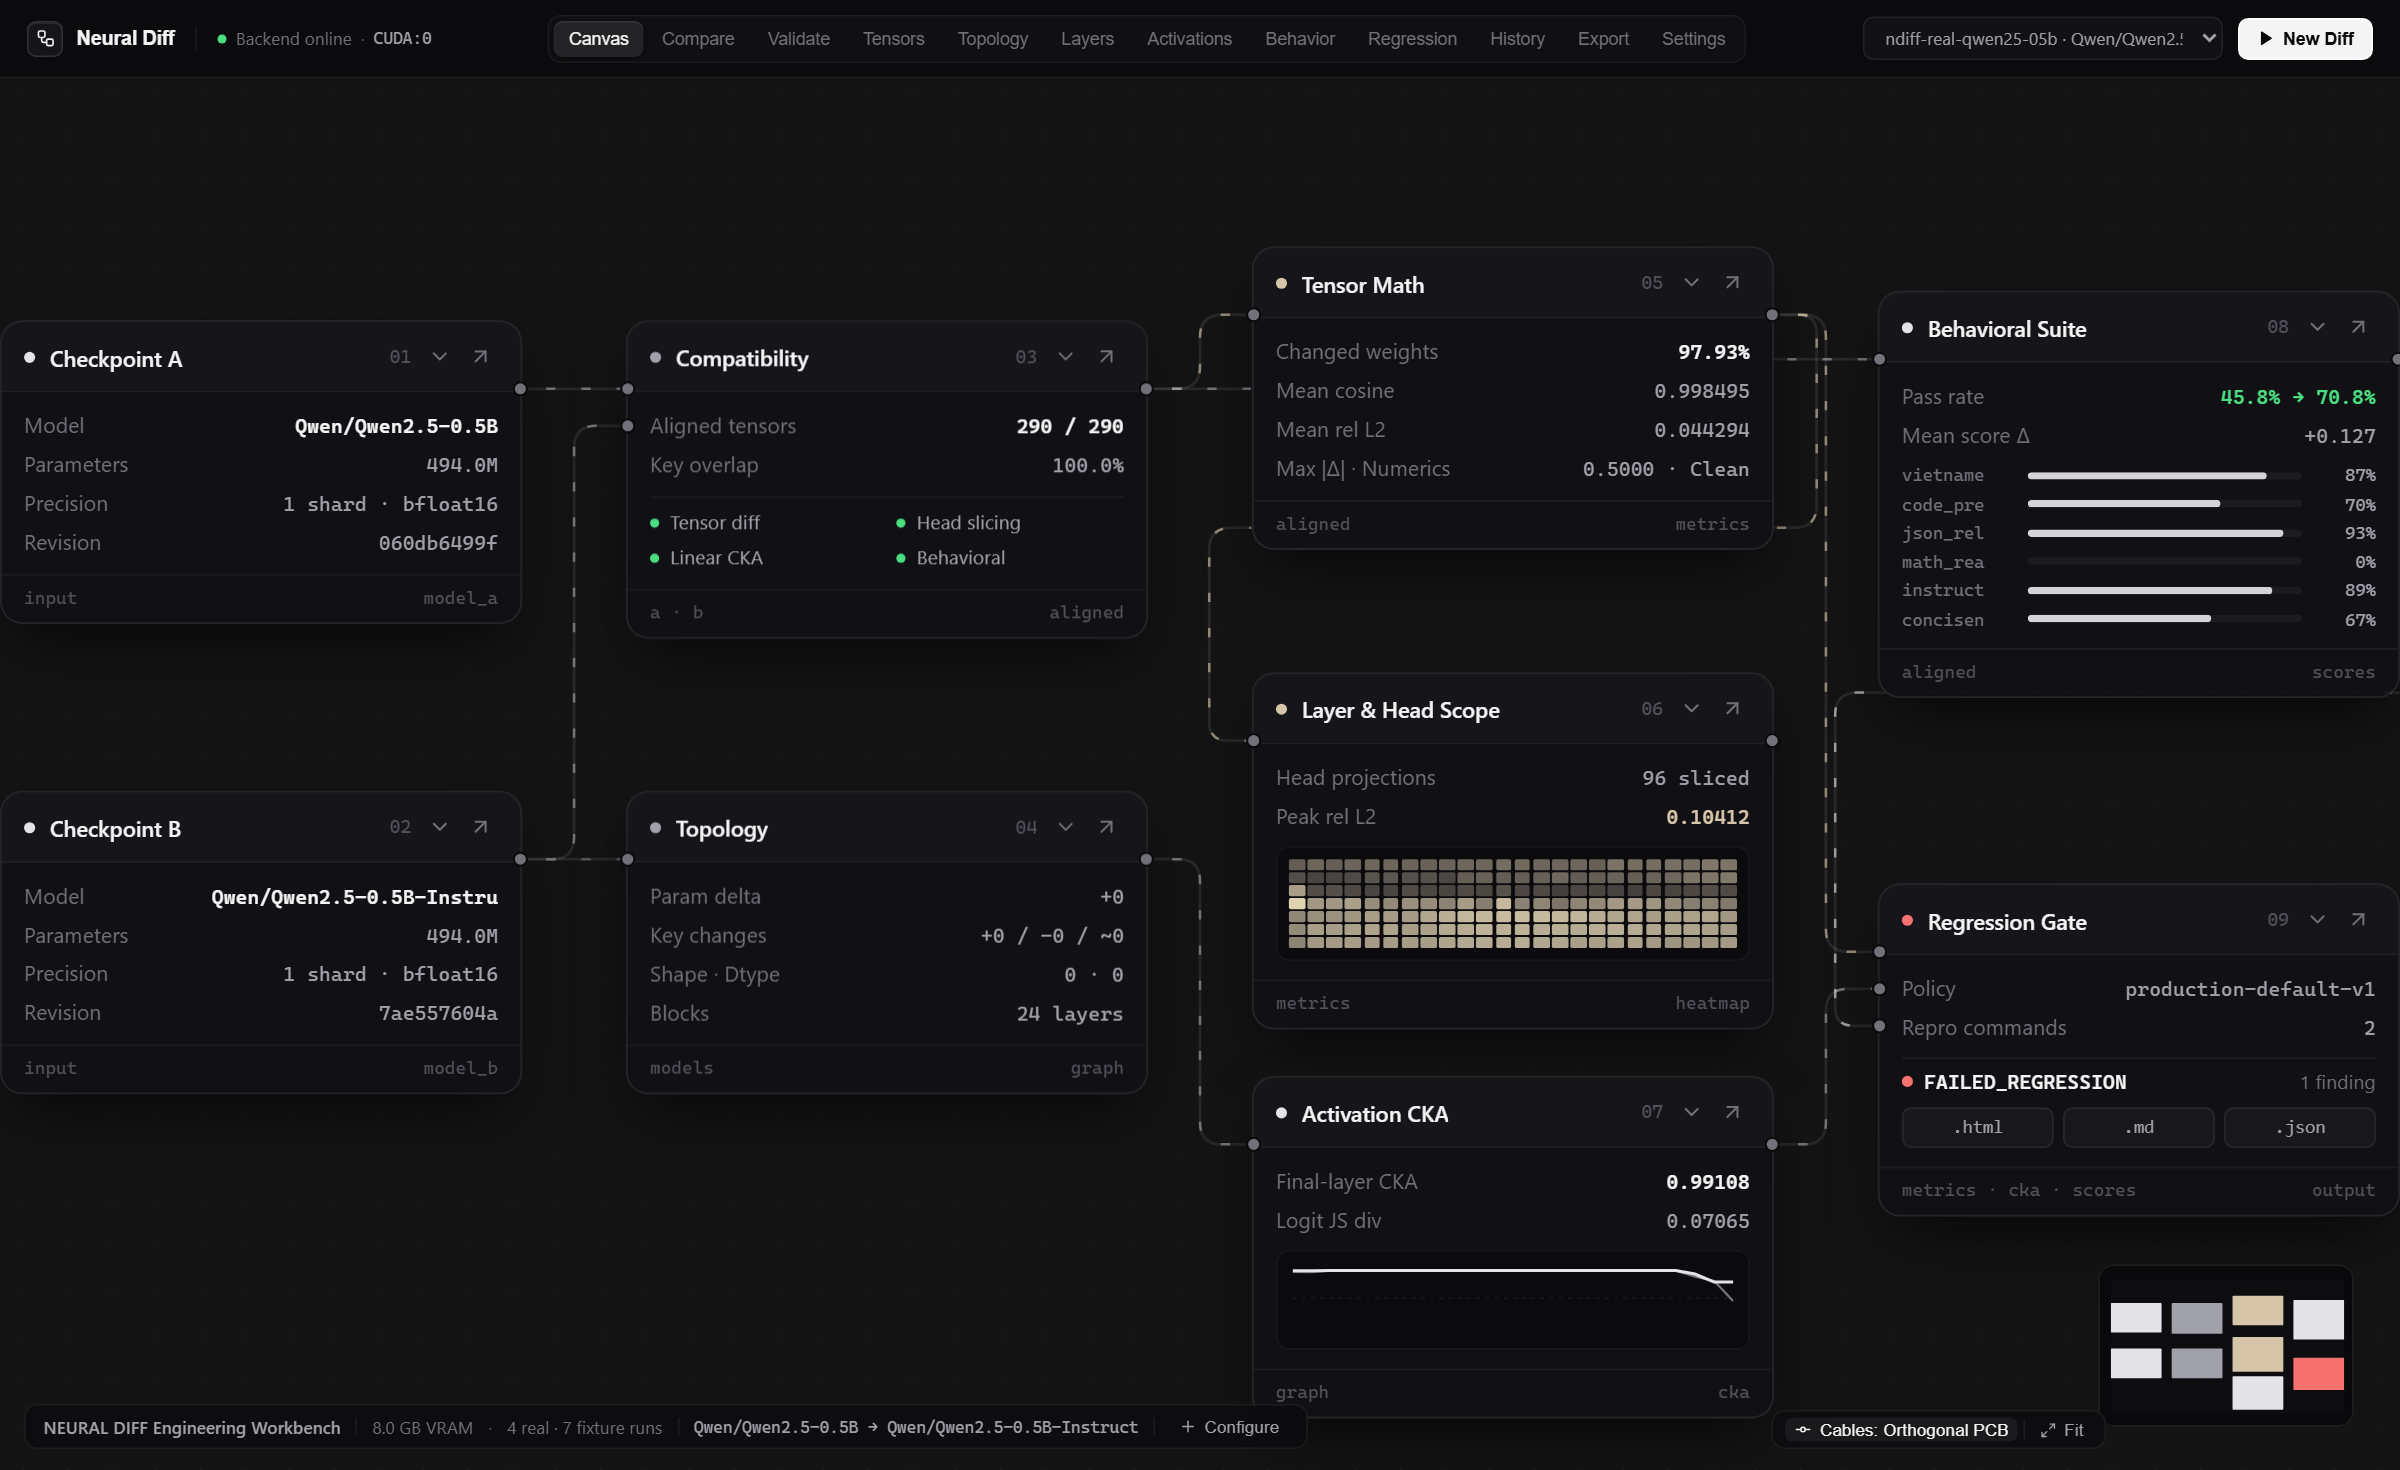 Neural Diff
Backend online · CUDA:0
Canvas Compare Validate Tensors Topology Layers Activations Behavior Regression History Export Settings
ndiff-real-qwen25-05b · Qwen/Qwen2.!
New Diff
Checkpoint A 01
Model Qwen/Qwen2.5-0.5B
Parameters 494.0M
Precision 1 shard · bfloat16
Revision 060db6499f
input model_a
Checkpoint B 02
Model Qwen/Qwen2.5-0.5B-Instru
Parameters 494.0M
Precision 1 shard · bfloat16
Revision 7ae557604a
input model_b
Compatibility 03
Aligned tensors 290 / 290
Key overlap 100.0%
Tensor diff Head slicing
Linear CKA Behavioral
a · b aligned
Topology 04
Param delta +0
Key changes +0 / −0 / ~0
Shape · Dtype 0 · 0
Blocks 24 layers
models graph
Tensor Math 05
Changed weights 97.93%
Mean cosine 0.998495
Mean rel L2 0.044294
Max |Δ| · Numerics 0.5000 · Clean
aligned metrics
Layer & Head Scope 06
Head projections 96 sliced
Peak rel L2 0.10412
metrics heatmap
Activation CKA 07
Final-layer CKA 0.99108
Logit JS div 0.07065
graph cka
Behavioral Suite 08
Pass rate 45.8% → 70.8%
Mean score Δ +0.127
vietname 87%
code_pre 70%
json_rel 93%
math_rea 0%
instruct 89%
concisen 67%
aligned scores
Regression Gate 09
Policy production-default-v1
Repro commands 2
FAILED_REGRESSION 1 finding
.html .md .json
metrics · cka · scores output
NEURAL DIFF Engineering Workbench 8.0 GB VRAM · 4 real · 7 fixture runs Qwen/Qwen2.5-0.5B → Qwen/Qwen2.5-0.5B-Instruct + Configure
Cables: Orthogonal PCB Fit